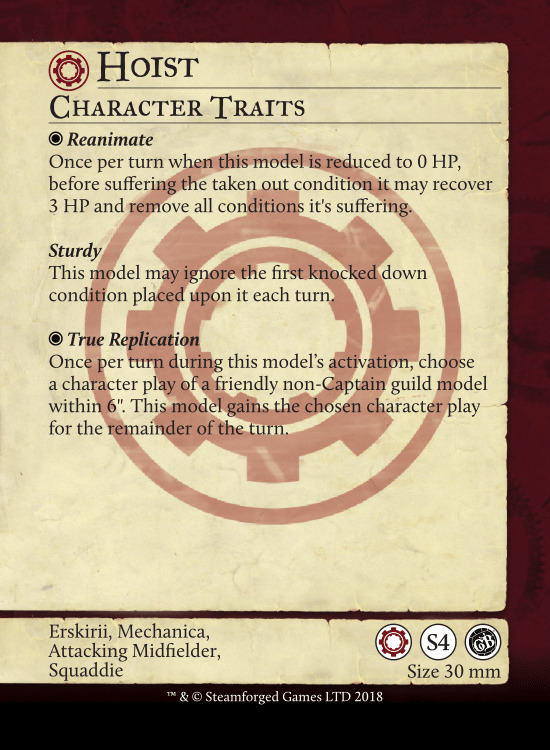 Hoist
Character Traits
Reanimate
Once per turn when this model is reduced to 0 HP,
before suffering the taken out condition it may recover
3 HP and remove all conditions it's suffering.
Sturdy
This model may ignore the first knocked down
condition placed upon it each turn.
True Replication
Once per turn during this model’s activation, choose
a character play of a friendly non-Captain guild model
within 6". This model gains the chosen character play
for the remainder of the turn.
Erskirii, Mechanica,
Attacking Midfielder,
Squaddie
S4
GB
Size 30 mm
™ & © Steamforged Games LTD 2018